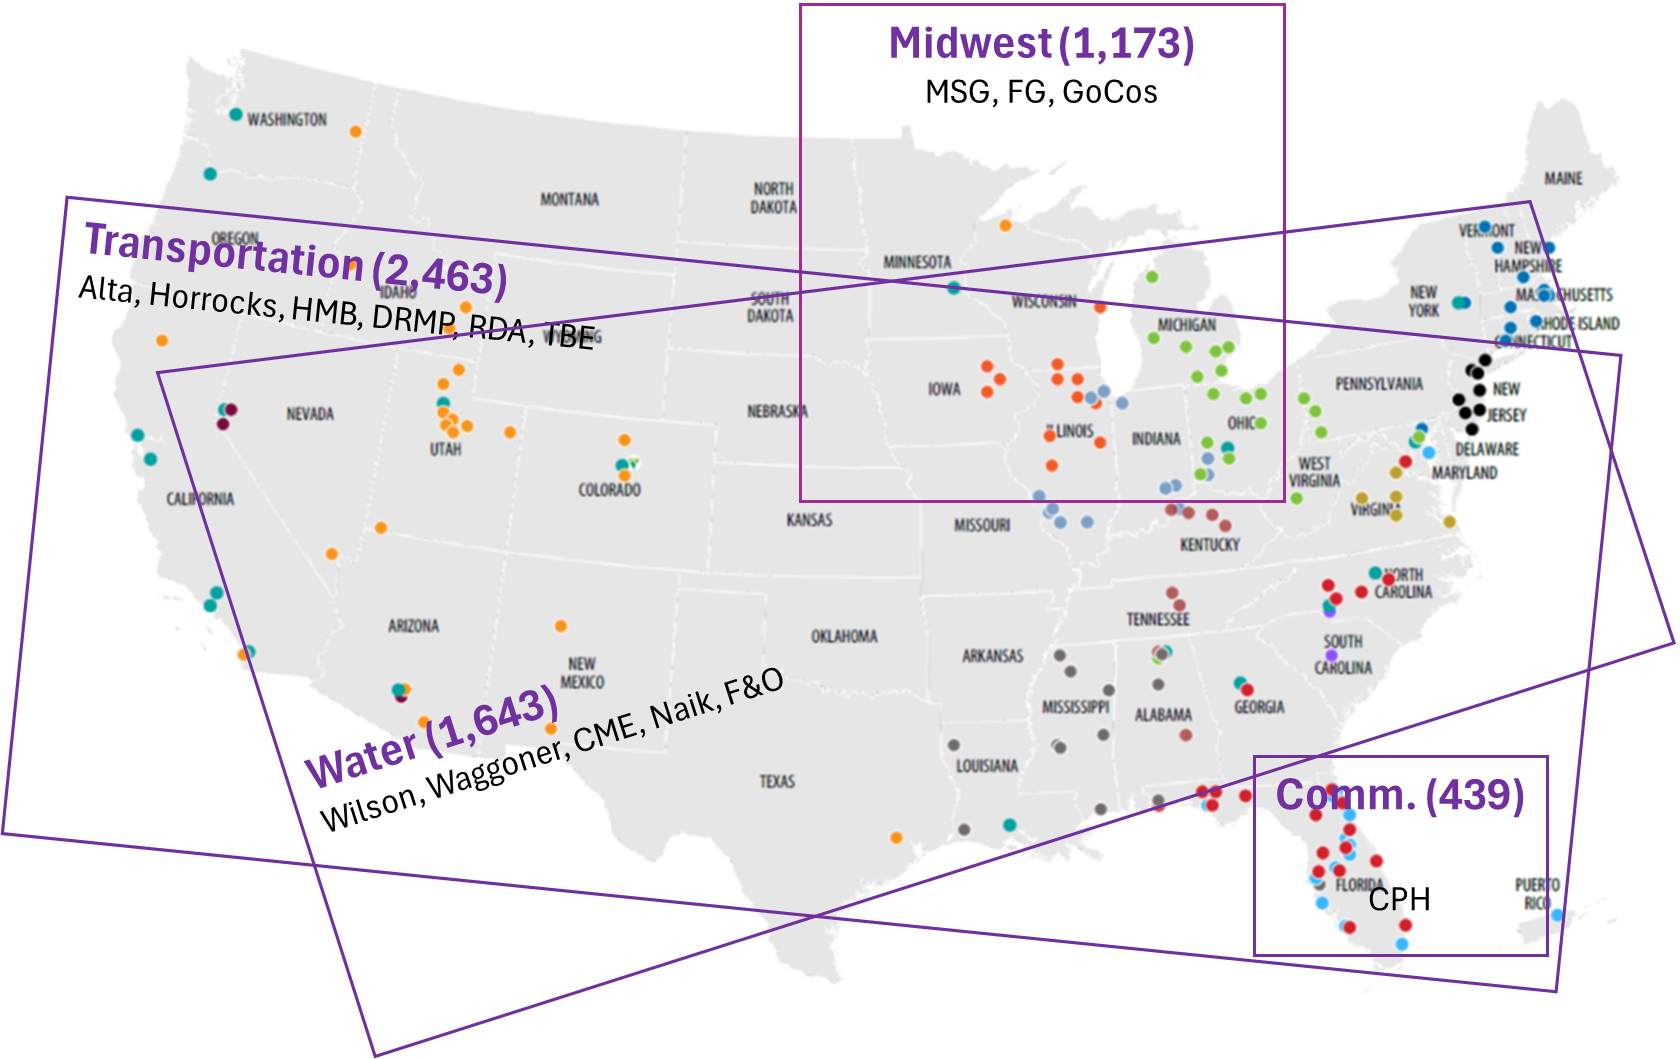 Midwest (1,173)
MSG, FG, GoCos
WASHINGTON
MAINE
MONTANA
NORTH
DAKOTA
OREGON
Transportation (2,463)
Alta, Horrocks, HMB, DRMP, RDA, TBE
IDAHO
WYOMING
SOUTH
DAKOTA
MINNESOTA
WISCONSIN
MICHIGAN
VERMONT
NEW
HAMPSHIRE
NEW
YORK
MASSACHUSETTS
RHODE ISLAND
CONNECTICUT
NEVADA
UTAH
COLORADO
CALIFORNIA
NEBRASKA
IOWA
ILLINOIS
INDIANA
OHIO
PENNSYLVANIA
NEW
JERSEY
DELAWARE
MARYLAND
WEST
VIRGINIA
VIRGINIA
KANSAS
MISSOURI
KENTUCKY
ARIZONA
NEW
MEXICO
OKLAHOMA
ARKANSAS
TENNESSEE
NORTH
CAROLINA
SOUTH
CAROLINA
MISSISSIPPI
ALABAMA
GEORGIA
Water (1,643)
Wilson, Waggoner, CME, Naik, F&O
TEXAS
LOUISIANA
Comm. (439)
FLORIDA
CPH
PUERTO
RICO